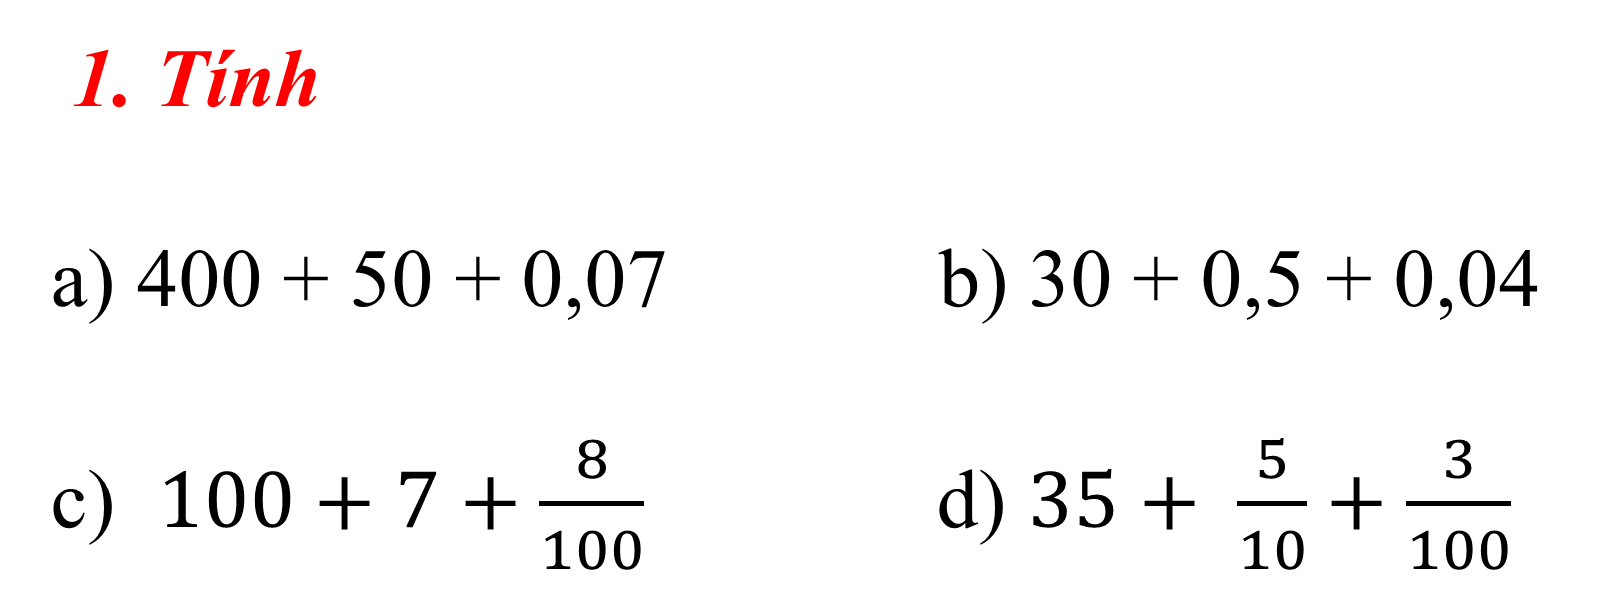 1. Tính
a) 400 + 50 + 0,07 b) 30 + 0,5 + 0,04
c) 100 + 7 + 8/100 d) 35 + 5/10 + 3/100